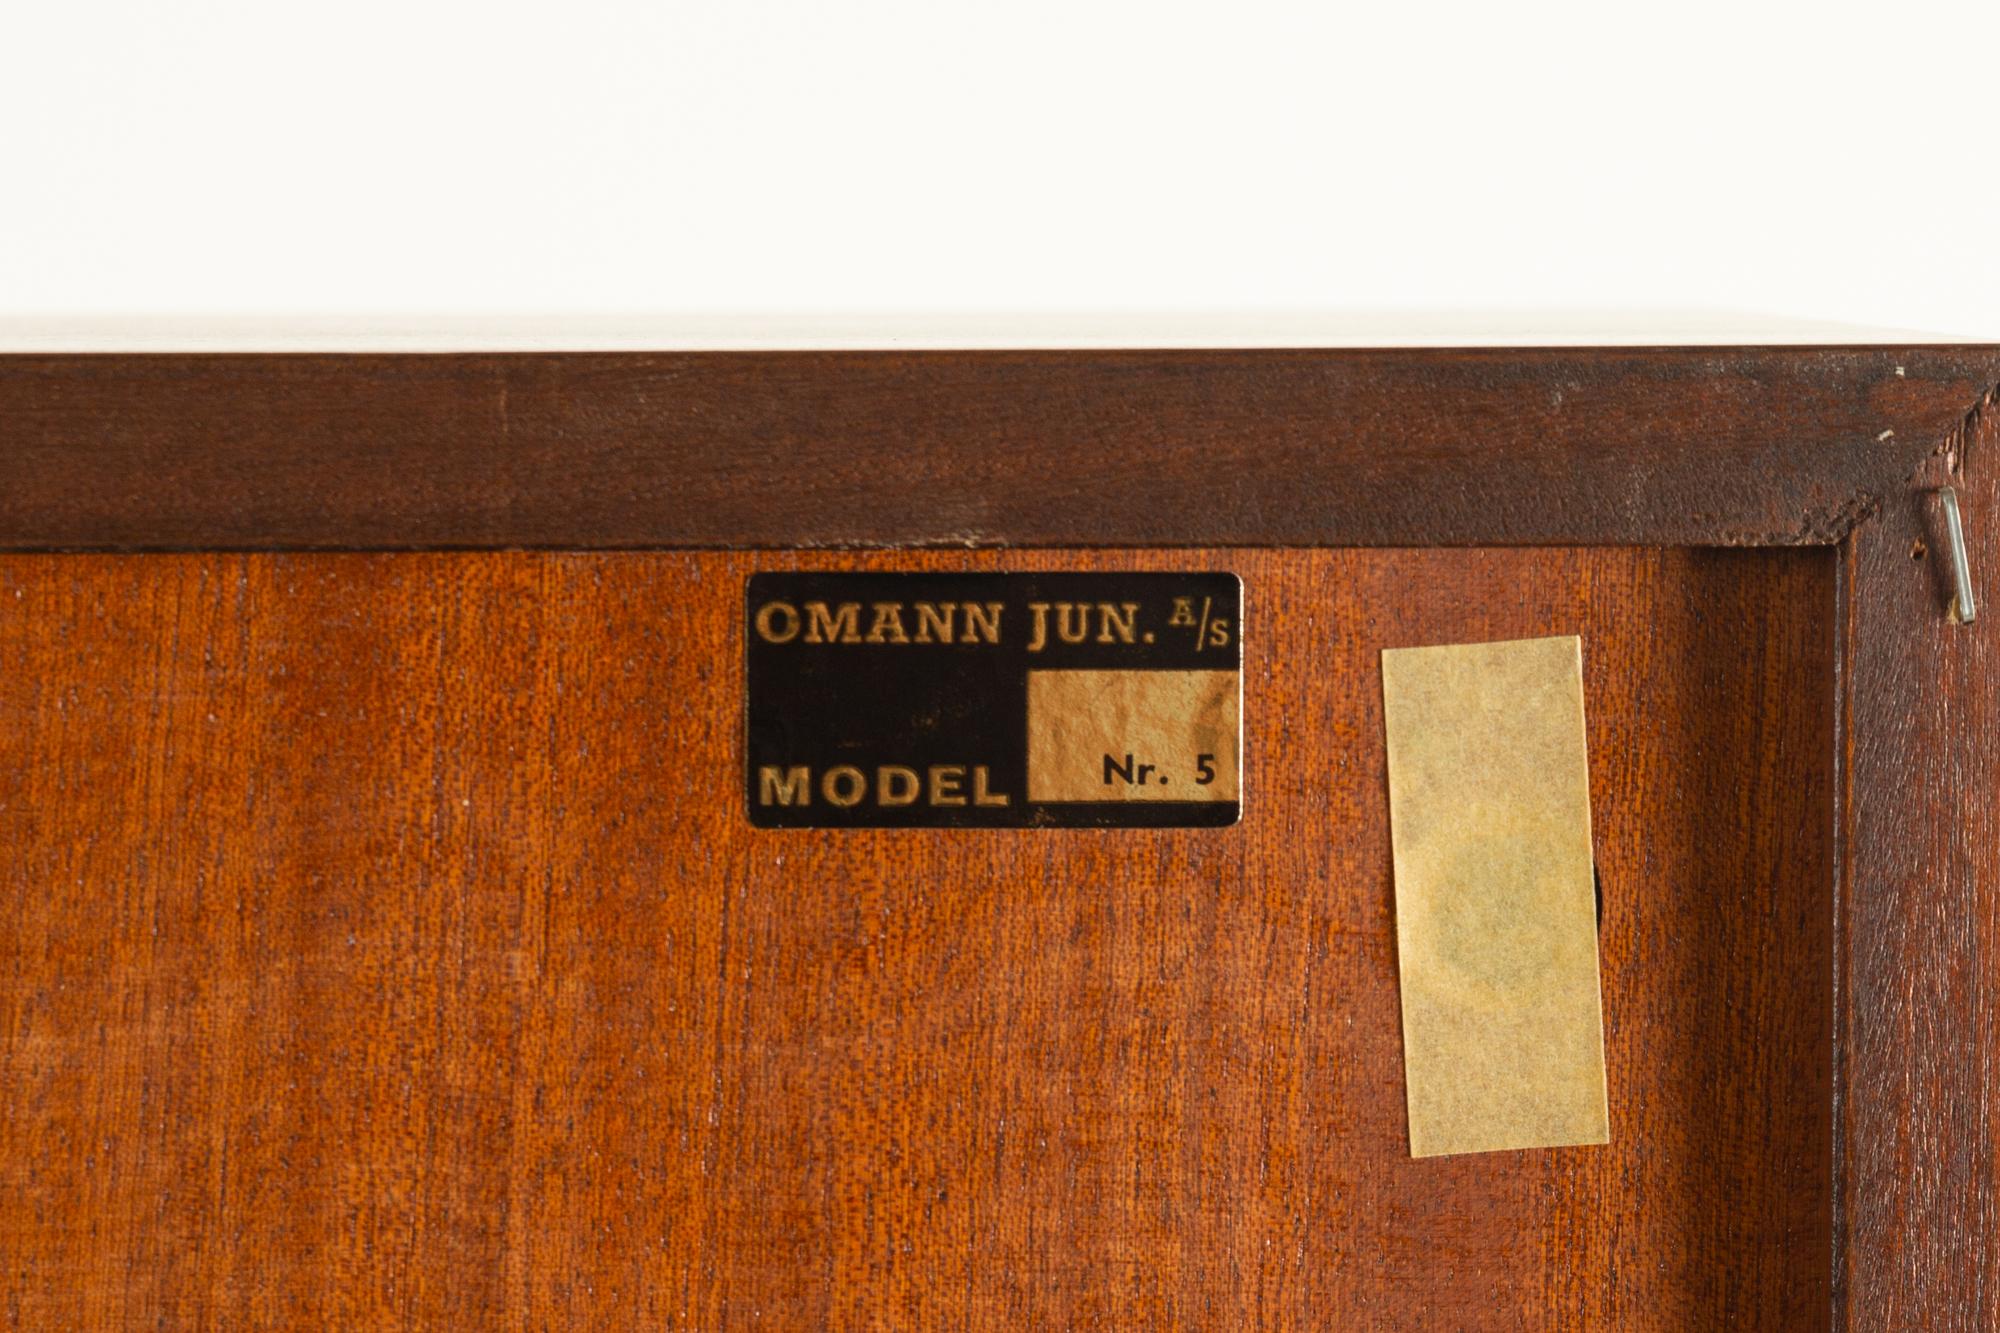 OMANN JUN. A/S
MODEL Nr. 5